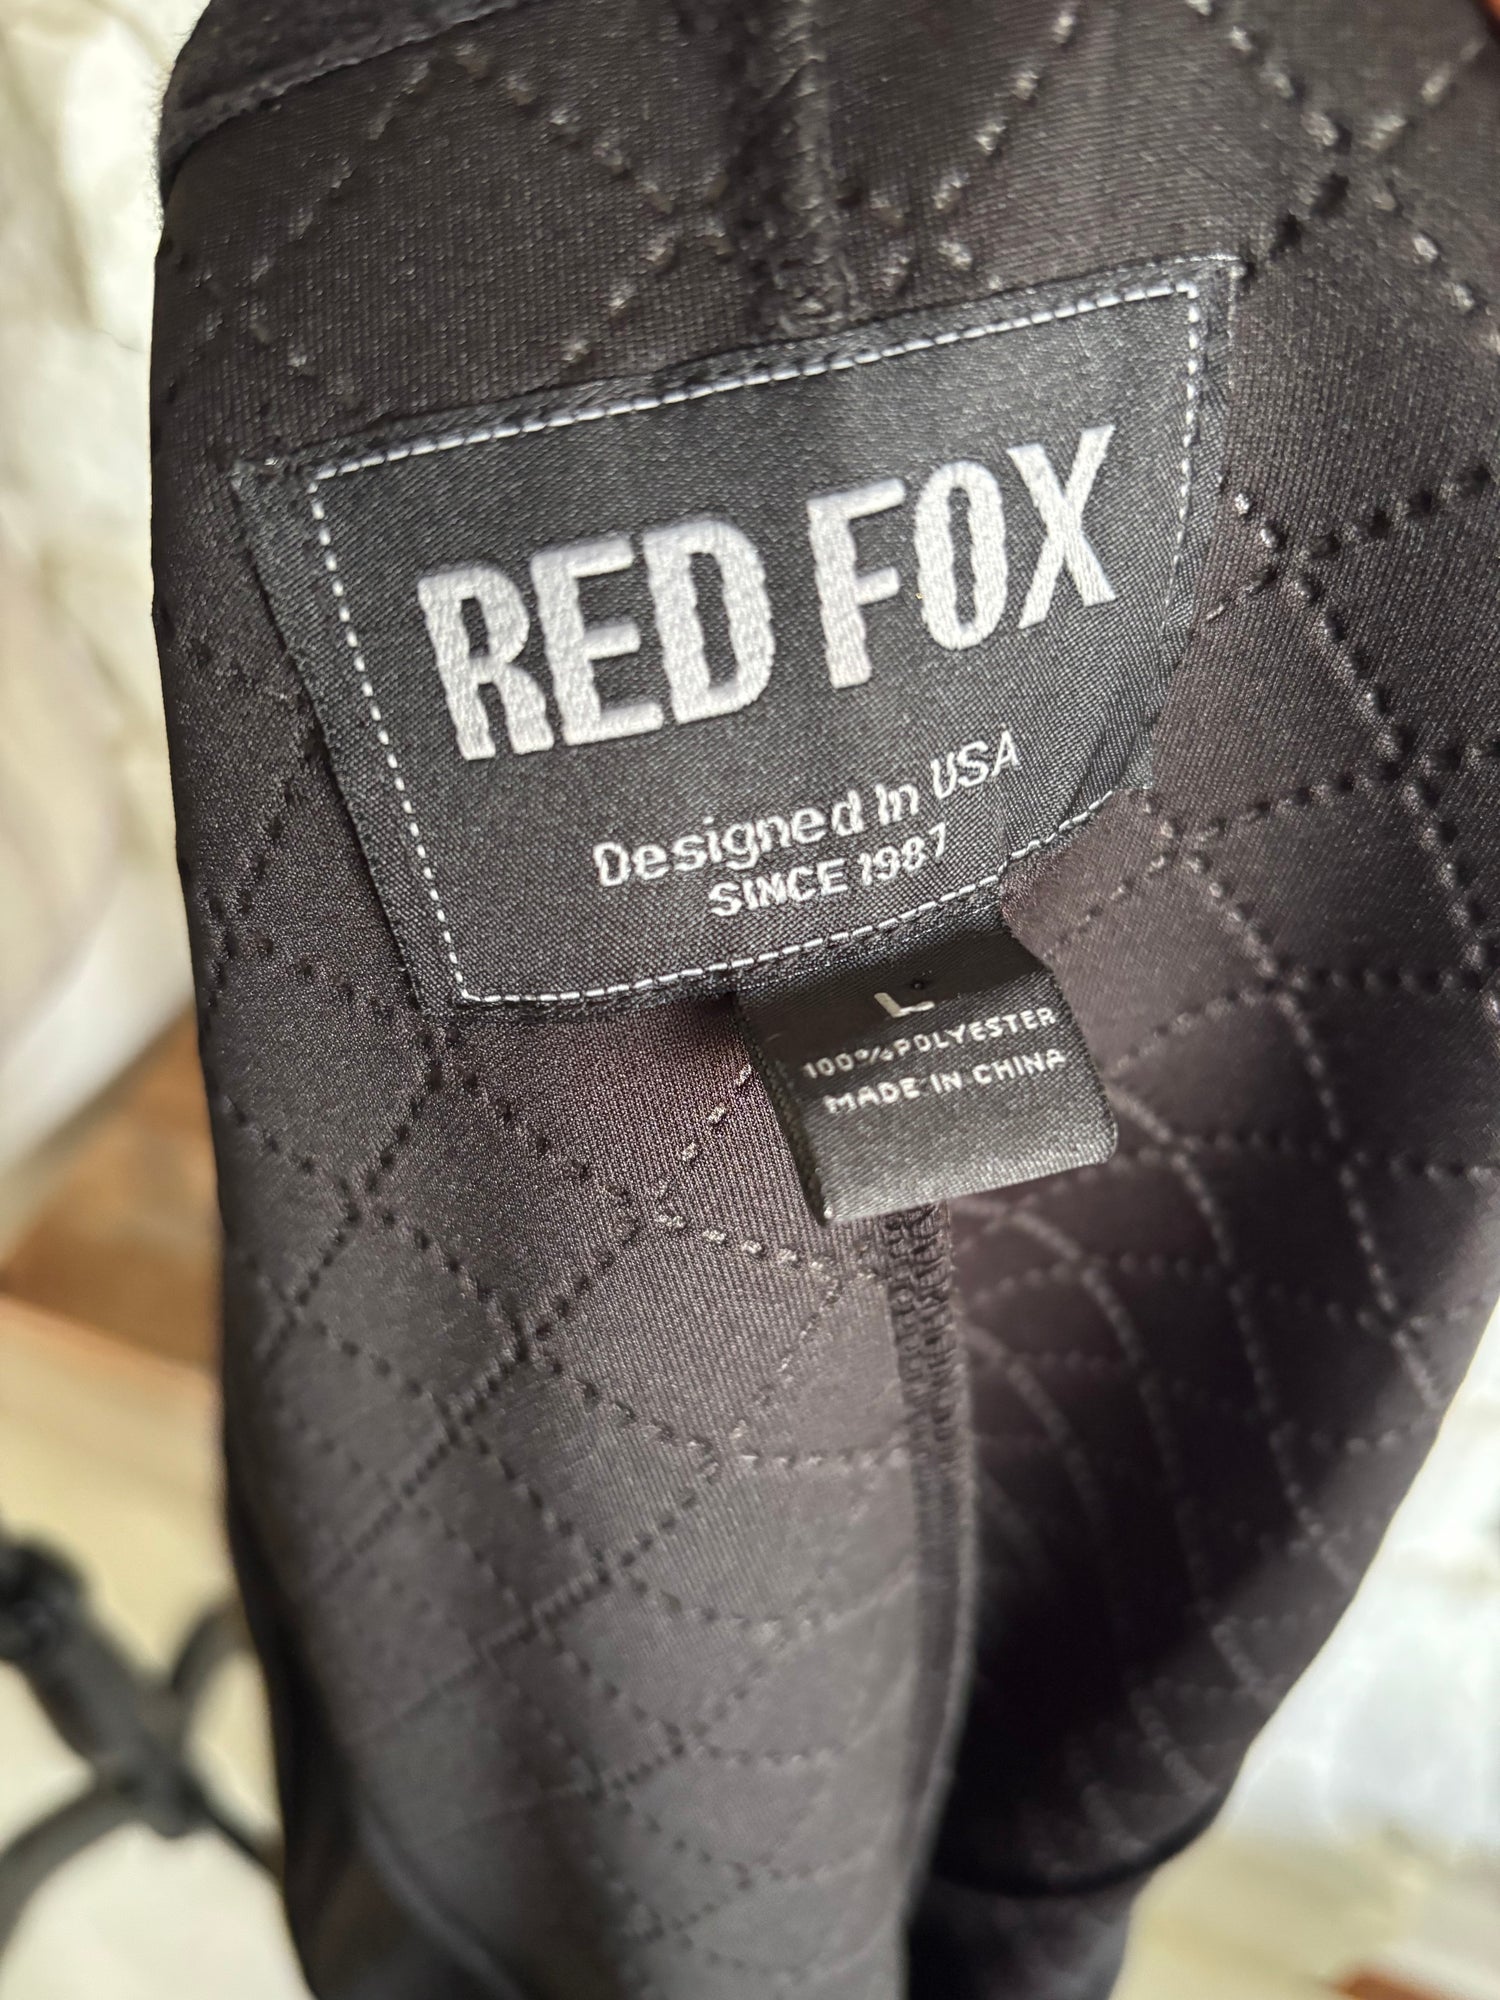 RED FOX
Designed In USA
SINCE 1987
L
100% POLYESTER
MADE IN CHINA